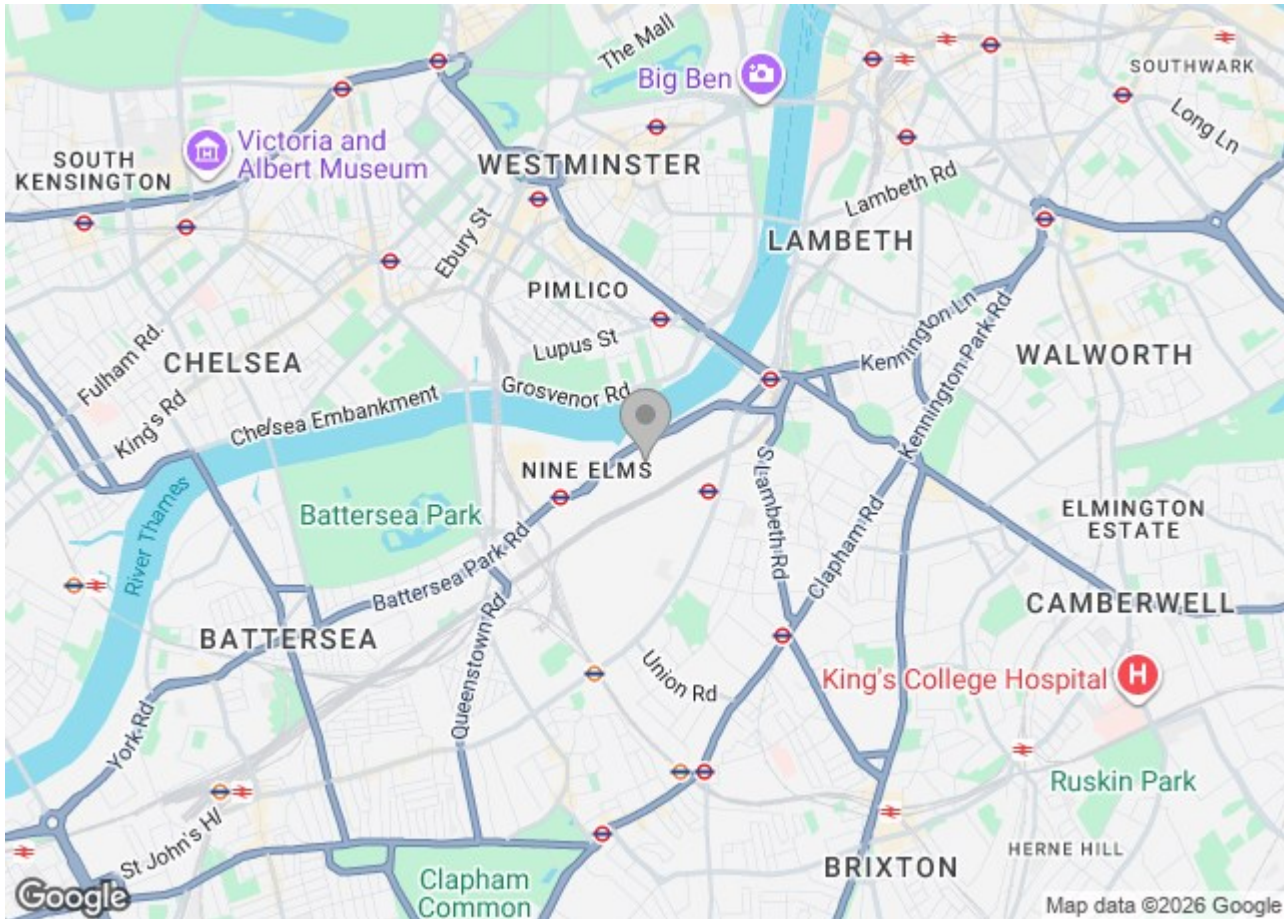 The Mall
Big Ben
SOUTHWARK
Long Ln
Victoria and
Albert Museum
SOUTH
KENSINGTON
WESTMINSTER
Lambeth Rd
Ebury St
LAMBETH
PIMLICO
Lupus St
Kennington Ln
Kennington Park Rd
WALWORTH
Fulham Rd.
CHELSEA
King's Rd
Chelsea Embankment
Grosvenor Rd
NINE ELMS
S Lambeth Rd
Clapham Rd
Battersea Park
ELMINGTON
ESTATE
River Thames
Battersea Park Rd
CAMBERWELL
BATTERSEA
Queenstown Rd
Union Rd
King's College Hospital
H
York Rd
Ruskin Park
St John's H
HERNE HILL
BRIXTON
Clapham
Common
Google
Map data ©2026 Google